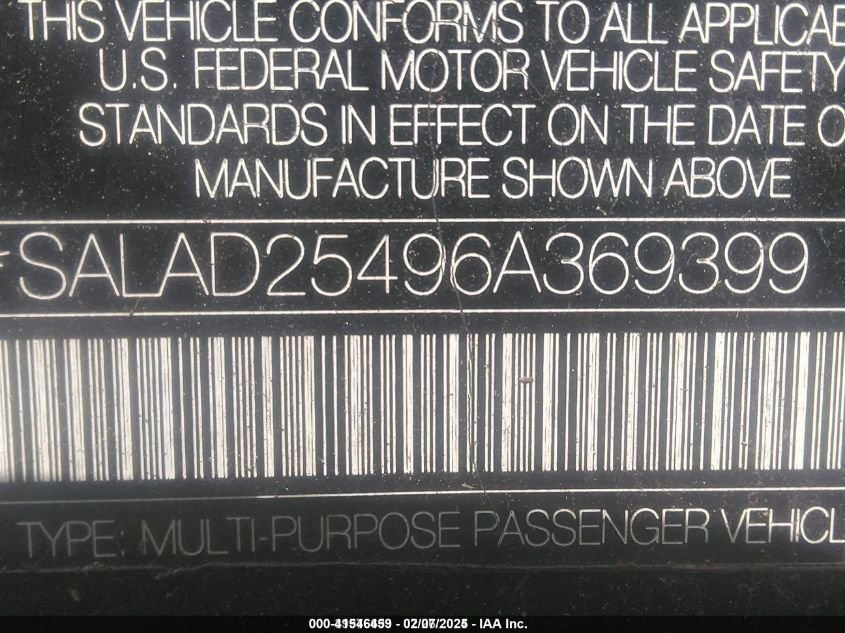 THIS VEHICLE CONFORMS TO ALL APPLICAB
U.S. FEDERAL MOTOR VEHICLE SAFETY
STANDARDS IN EFFECT ON THE DATE O
MANUFACTURE SHOWN ABOVE
*SALAD25496A369399
TYPE: MULTI-PURPOSE PASSENGER VEHICL
IAA, Inc.